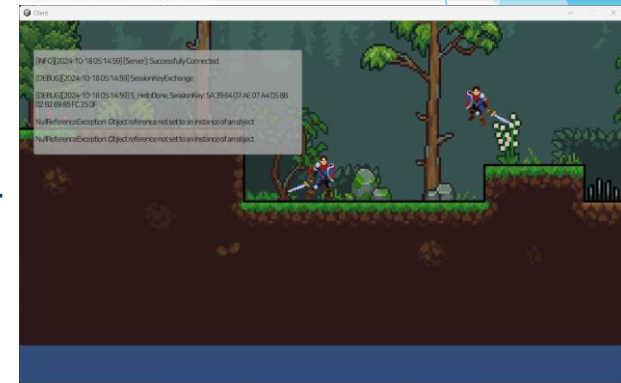 Client
[INFO][2024-10-18 05:14:59] [Server]: Successfully Connected.
[DEBUG][2024-10-18 05:14:59] SessionKeyExchange
[DEBUG][2024-10-18 05:14:59] S_HelloDone, SessionKey: 5A 39 64 07 AE 07 A4 D5 BB
02 B2 89 85 FC 25 0F
NullReferenceException: Object reference not set to an instance of an object
NullReferenceException: Object reference not set to an instance of an object